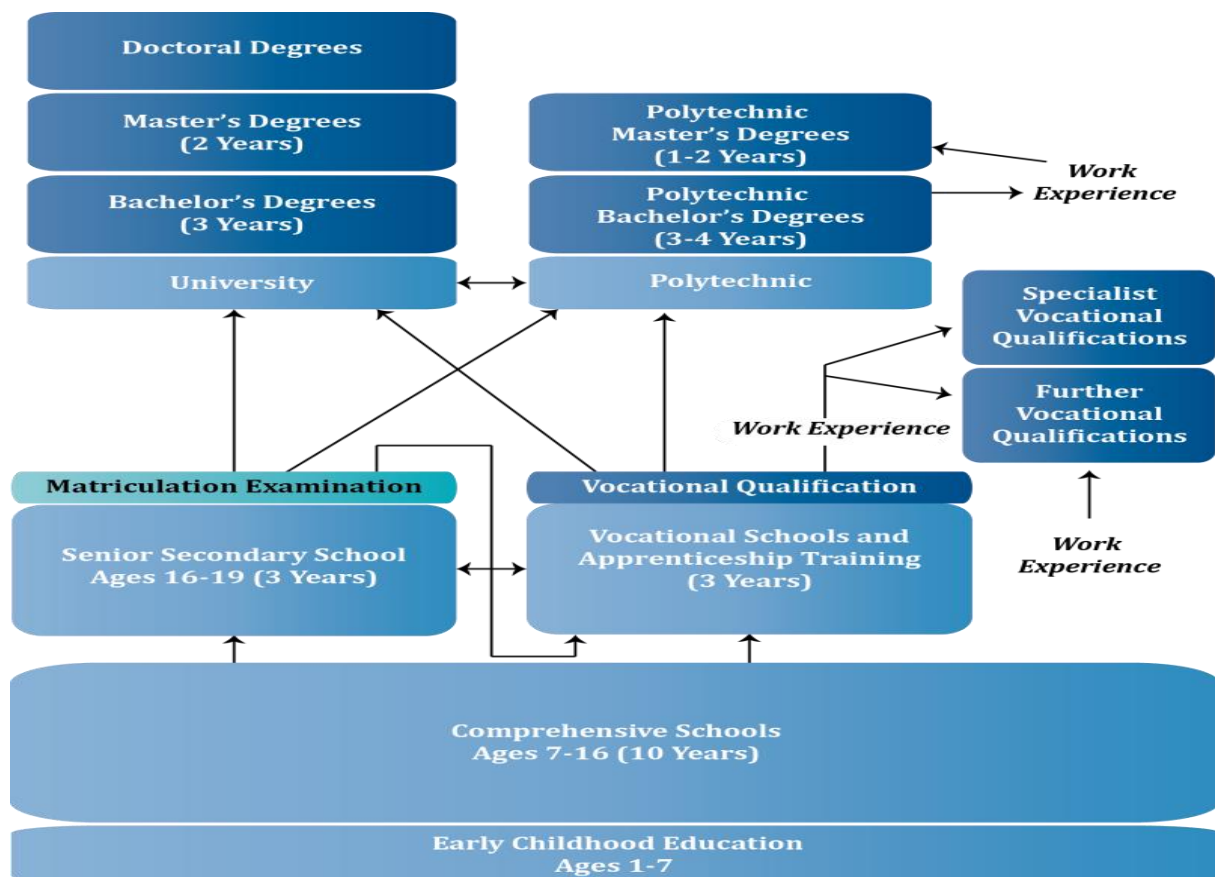 Doctoral Degrees
Master's Degrees
(2 Years)
Bachelor's Degrees
(3 Years)
University
Polytechnic
Master's Degrees
(1-2 Years)
Polytechnic
Bachelor's Degrees
(3-4 Years)
Polytechnic
Work
Experience
Specialist
Vocational
Qualifications
Further
Vocational
Qualifications
Work Experience
Work
Experience
Matriculation Examination
Senior Secondary School
Ages 16-19 (3 Years)
Vocational Qualification
Vocational Schools and
Apprenticeship Training
(3 Years)
Comprehensive Schools
Ages 7-16 (10 Years)
Early Childhood Education
Ages 1-7